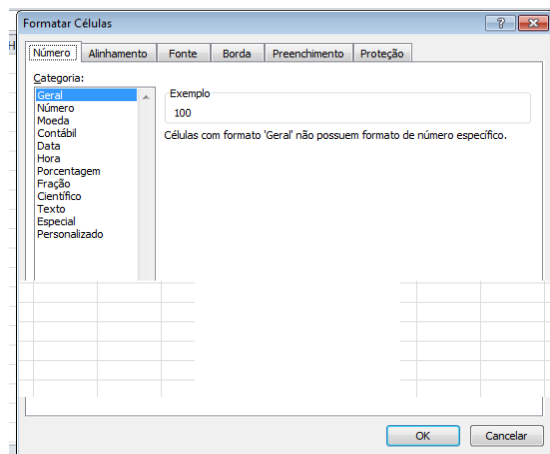 Formatar Células
Número Alinhamento Fonte Borda Preenchimento Proteção
Categoria:
Geral
Número
Moeda
Contábil
Data
Hora
Porcentagem
Fração
Científico
Texto
Especial
Personalizado
Exemplo
100
Células com formato 'Geral' não possuem formato de número específico.
OK Cancelar